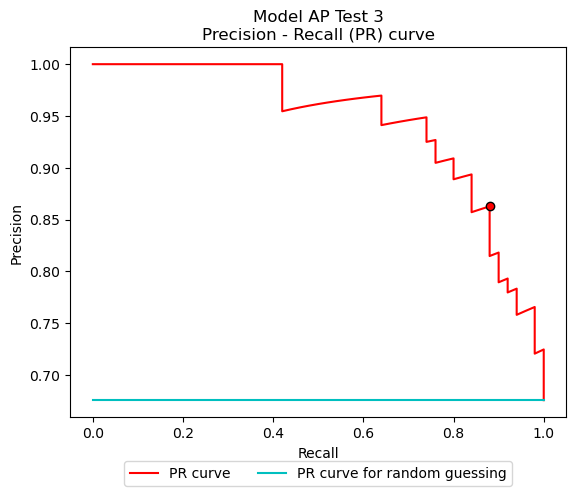 Model AP Test 3
Precision - Recall (PR) curve
1.00
0.95
0.90
0.85
0.80
0.75
0.70
Precision
0.0 0.2 0.4 0.6 0.8 1.0
Recall
PR curve PR curve for random guessing